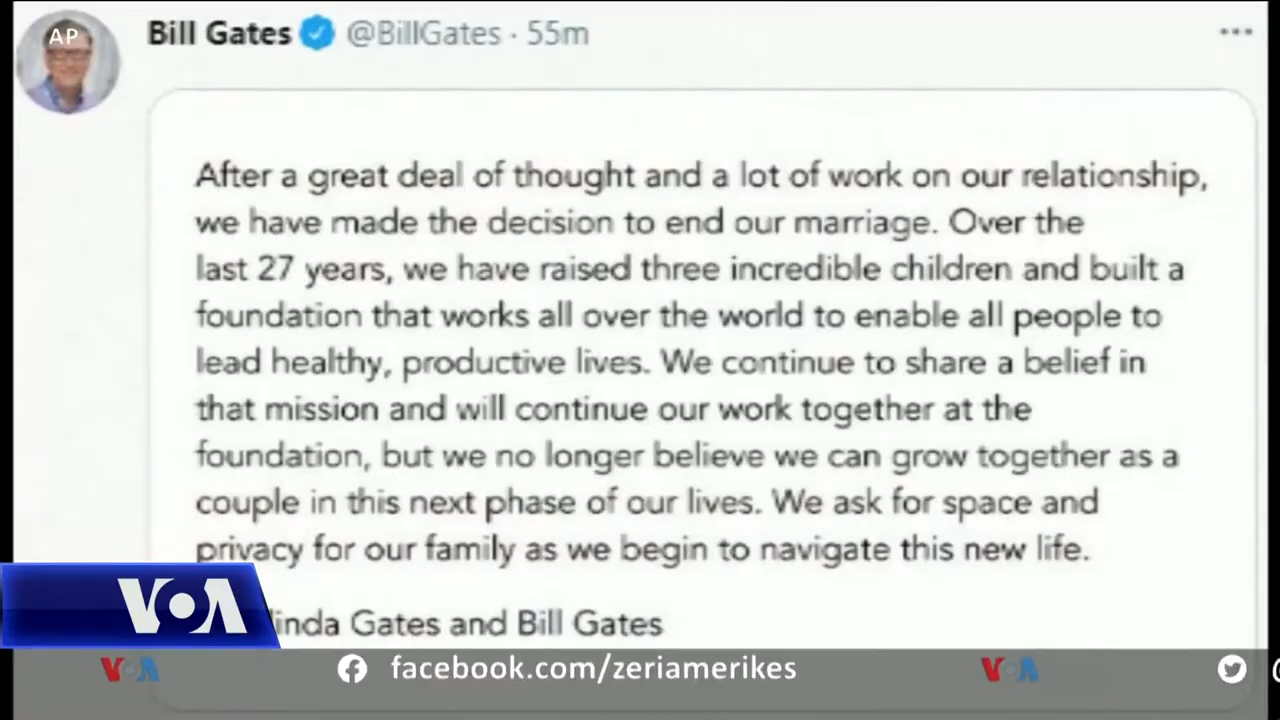 AP
Bill Gates @BillGates · 55m
After a great deal of thought and a lot of work on our relationship,
we have made the decision to end our marriage. Over the
last 27 years, we have raised three incredible children and built a
foundation that works all over the world to enable all people to
lead healthy, productive lives. We continue to share a belief in
that mission and will continue our work together at the
foundation, but we no longer believe we can grow together as a
couple in this next phase of our lives. We ask for space and
privacy for our family as we begin to navigate this new life.
linda Gates and Bill Gates
VOA
VOA facebook.com/zeriamerikes VOA